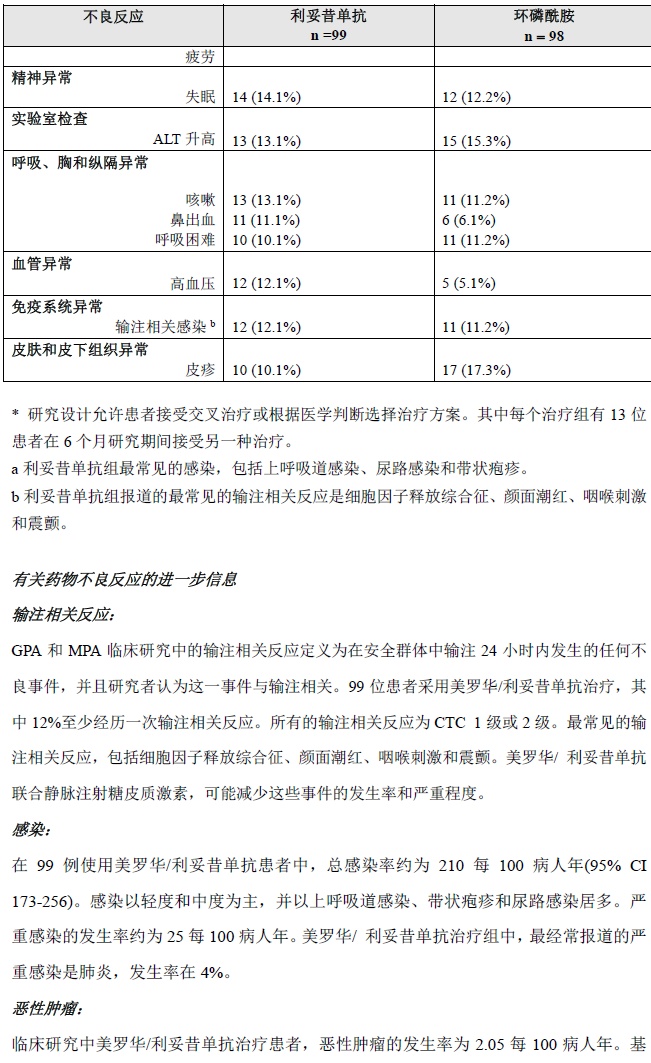 不良反应 利妥昔单抗 环磷酰胺
n =99 n = 98
疲劳
精神异常
失眠 14 (14.1%) 12 (12.2%)
实验室检查
ALT 升高 13 (13.1%) 15 (15.3%)
呼吸、胸和纵隔异常
咳嗽 13 (13.1%) 11 (11.2%)
鼻出血 11 (11.1%) 6 (6.1%)
呼吸困难 10 (10.1%) 11 (11.2%)
血管异常
高血压 12 (12.1%) 5 (5.1%)
免疫系统异常
输注相关感染 b 12 (12.1%) 11 (11.2%)
皮肤和皮下组织异常
皮疹 10 (10.1%) 17 (17.3%)
* 研究设计允许患者接受交叉治疗或根据医学判断选择治疗方案。其中每个治疗组有 13 位
患者在 6 个月研究期间接受另一种治疗。
a 利妥昔单抗组最常见的感染，包括上呼吸道感染、尿路感染和带状疱疹。
b 利妥昔单抗组报道的最常见的输注相关反应是细胞因子释放综合征、颜面潮红、咽喉刺激
和震颤。
有关药物不良反应的进一步信息
输注相关反应：
GPA 和 MPA 临床研究中的输注相关反应定义为在安全群体中输注 24 小时内发生的任何不
良事件，并且研究者认为这一事件与输注相关。99 位患者采用美罗华/利妥昔单抗治疗，其
中 12%至少经历一次输注相关反应。所有的输注相关反应为 CTC 1 级或 2 级。最常见的输
注相关反应，包括细胞因子释放综合征、颜面潮红、咽喉刺激和震颤。美罗华/ 利妥昔单抗
联合静脉注射糖皮质激素，可能减少这些事件的发生率和严重程度。
感染：
在 99 例使用美罗华/利妥昔单抗患者中，总感染率约为 210 每 100 病人年(95% CI
173-256)。感染以轻度和中度为主，并以上呼吸道感染、带状疱疹和尿路感染居多。严
重感染的发生率约为 25 每 100 病人年。美罗华/ 利妥昔单抗治疗组中，最经常报道的严
重感染是肺炎，发生率在 4%。
恶性肿瘤：
临床研究中美罗华/利妥昔单抗治疗患者，恶性肿瘤的发生率为 2.05 每 100 病人年。基